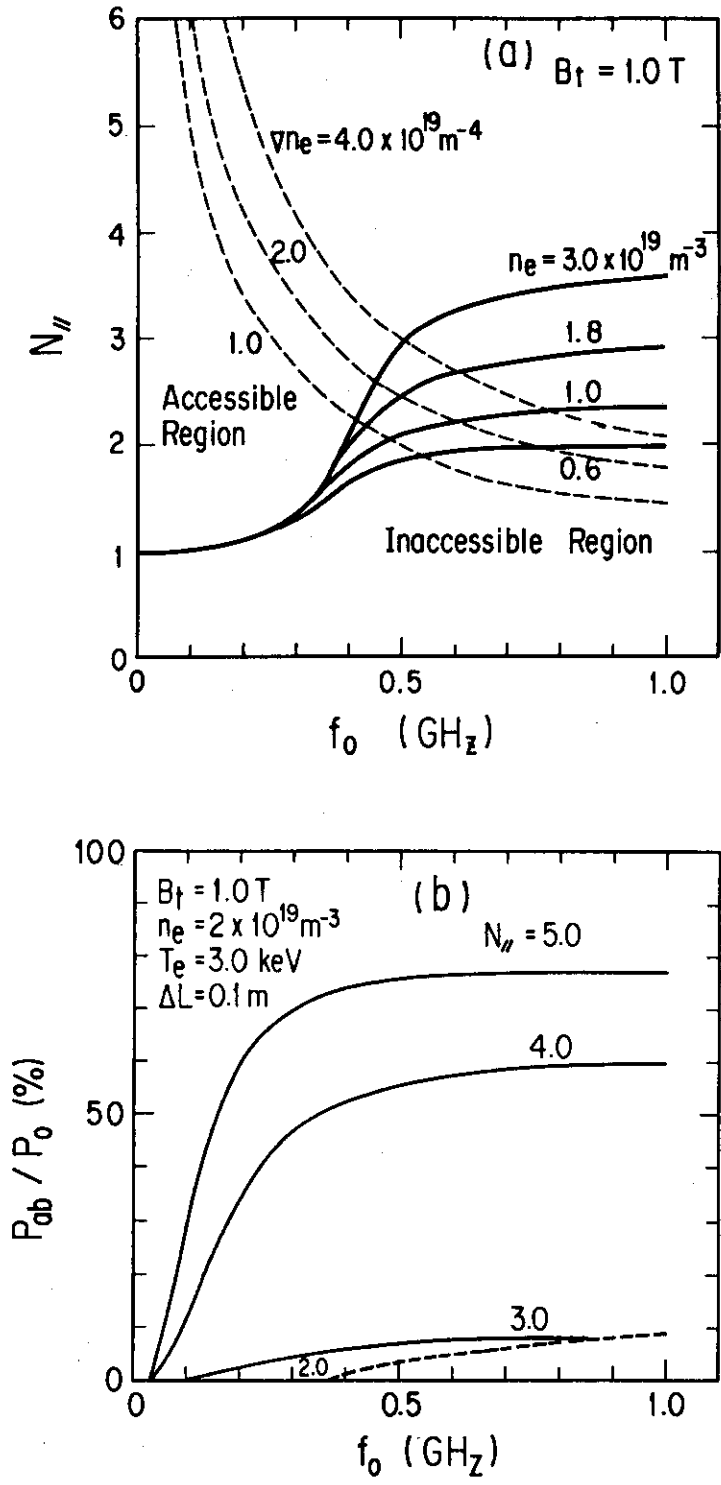 6
(a) Bt = 1.0 T
∇ne = 4.0 x 10^19 m^-4
5
4
2.0
ne = 3.0 x 10^19 m^-3
N//
3
1.0
1.8
Accessible
Region
1.0
2
0.6
1
Inaccessible Region
0
0 0.5 1.0
fo (GHz)
100
Bt = 1.0 T
(b)
ne = 2 x 10^19 m^-3
N// = 5.0
Te = 3.0 keV
ΔL = 0.1 m
4.0
Pab / Po (%)
50
3.0
2.0
0
0 0.5 1.0
fo (GHz)